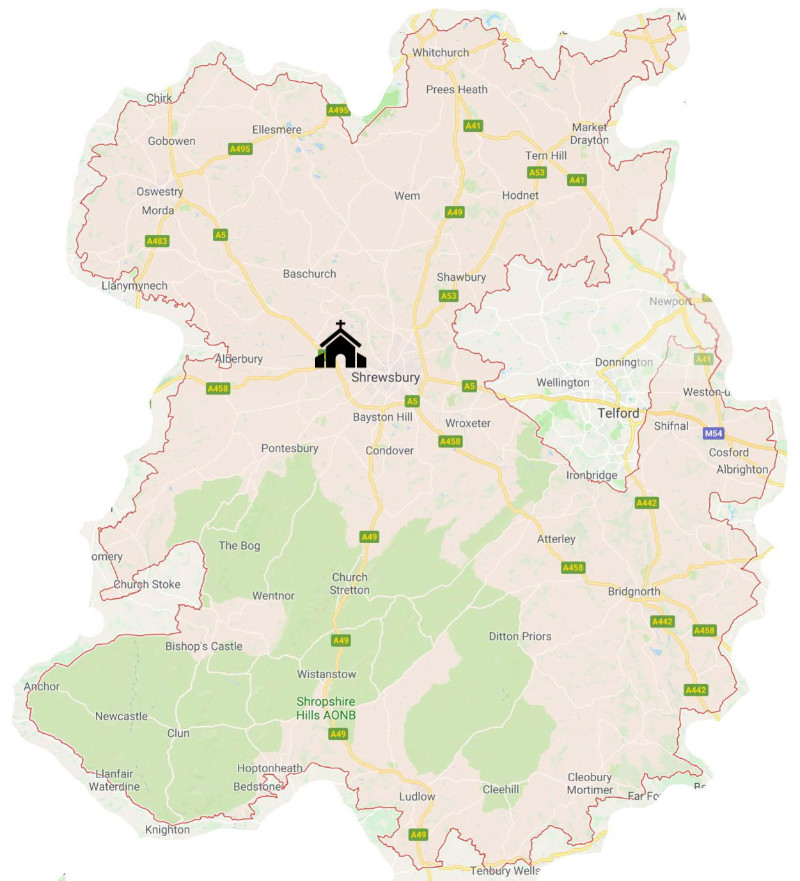 M
Whitchurch
Prees Heath
Chirk
A495
A41
Ellesmere
Market
Drayton
Gobowen
A495
Tern Hill
A53
A41
Oswestry
Wem
Hodnet
Morda
A49
A5
A483
Baschurch
Shawbury
Llanymynech
A53
Newport
Alberbury
Donnington
A41
Shrewsbury
Wellington
A458
A5
Weston-u
A5
Telford
Bayston Hill
Wroxeter
Shifnal
M54
A458
Pontesbury
Condover
Cosford
Albrighton
Ironbridge
A442
A49
Atterley
The Bog
omery
A458
Church
Stretton
Church Stoke
Wentnor
Bridgnorth
A442
A458
A49
Ditton Priors
Bishop's Castle
Wistanstow
Anchor
A442
Shropshire
Hills AONB
Newcastle
Clun
A49
Hoptonheath
Llanfair
Waterdine
Bedstone
Cleobury
Mortimer
Cleehill
Ludlow
Far Fo
Be
Knighton
A49
Tenbury Wells